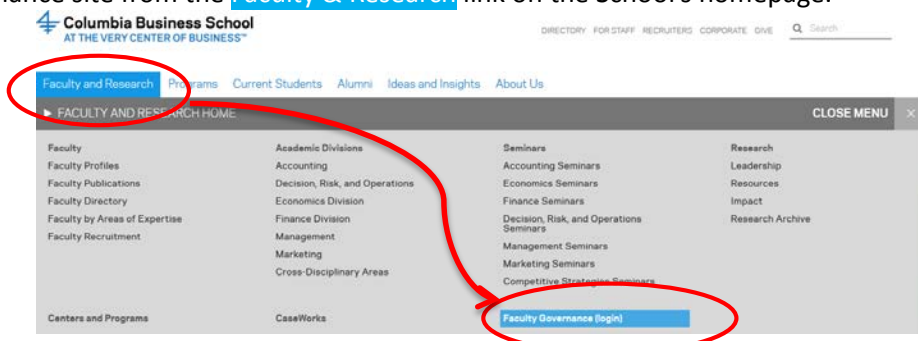 ance site from the Faculty & Research link on the School's homepage.
Columbia Business School
AT THE VERY CENTER OF BUSINESS℠
DIRECTORY FOR STAFF RECRUITERS CORPORATE GIVE Search
Faculty and Research Programs Current Students Alumni Ideas and Insights About Us
► FACULTY AND RESEARCH HOME CLOSE MENU ×
Faculty
Faculty Profiles
Faculty Publications
Faculty Directory
Faculty by Areas of Expertise
Faculty Recruitment
Academic Divisions
Accounting
Decision, Risk, and Operations
Economics Division
Finance Division
Management
Marketing
Cross-Disciplinary Areas
Seminars
Accounting Seminars
Economics Seminars
Finance Seminars
Decision, Risk, and Operations
Seminars
Management Seminars
Marketing Seminars
Competitive Strategies Seminars
Research
Leadership
Resources
Impact
Research Archive
Centers and Programs
CaseWorks
Faculty Governance (login)